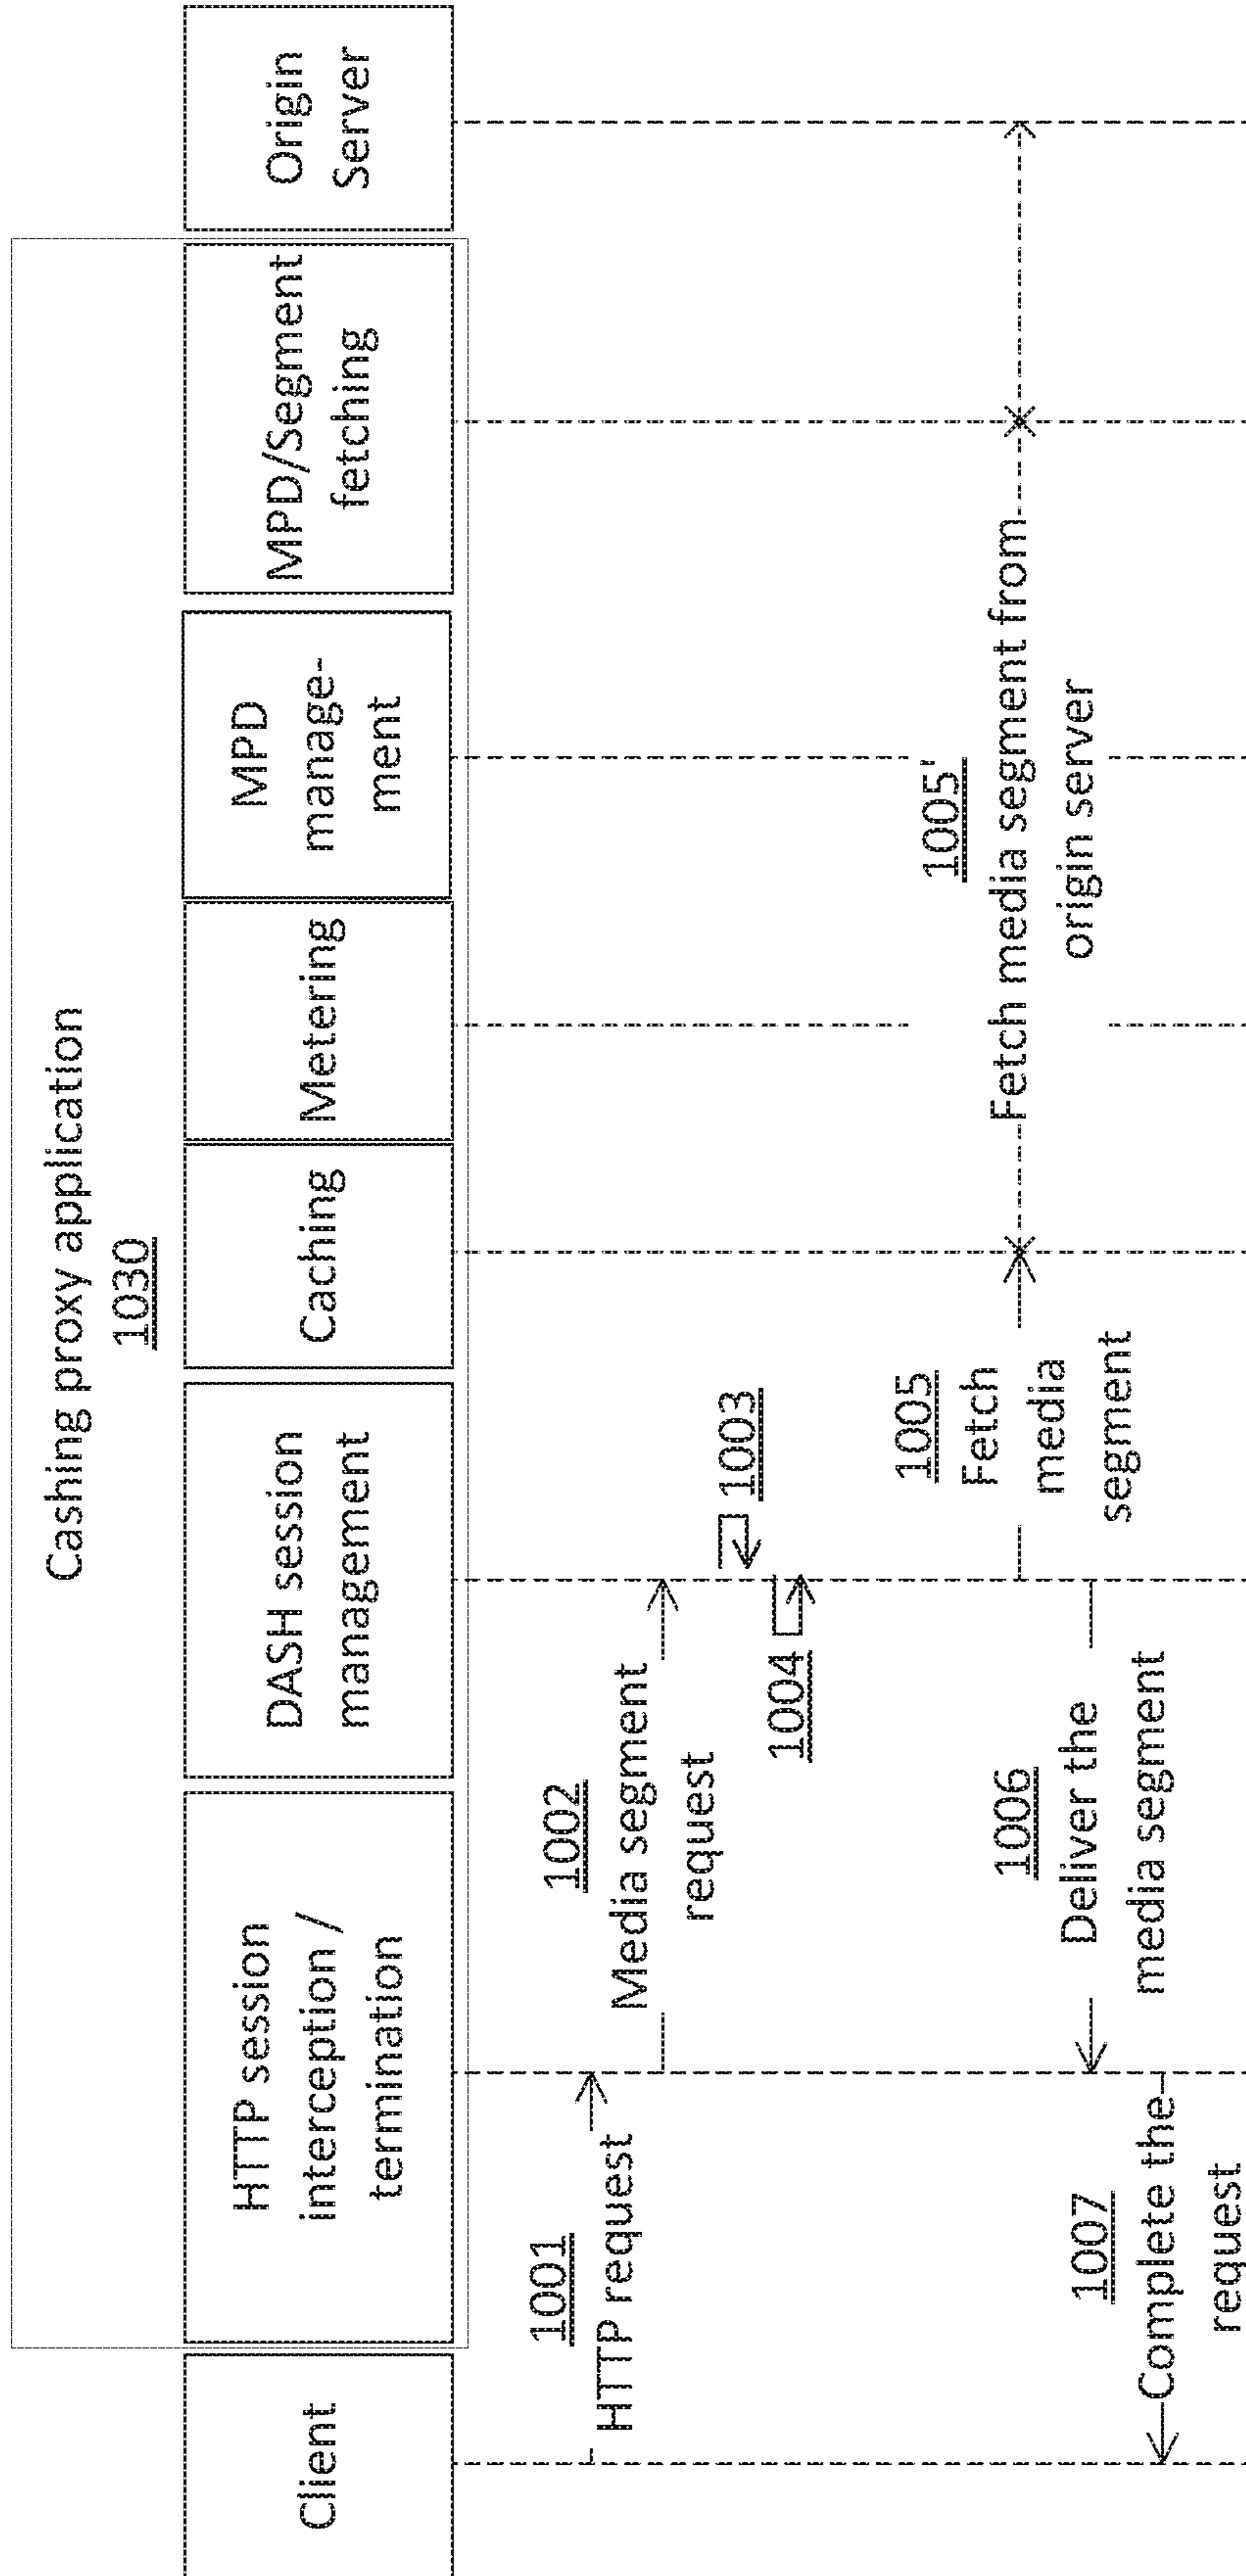 Cashing proxy application
1030
Client
HTTP session
interception /
termination
DASH session
management
Caching
Metering
MPD
manage-
ment
MPD/Segment
fetching
Origin
Server
1001
HTTP request
1002
Media segment
request
1003
1004
1005
Fetch
media
segment
1005'
Fetch media segment from
origin server
1006
Deliver the
media segment
1007
Complete the
request